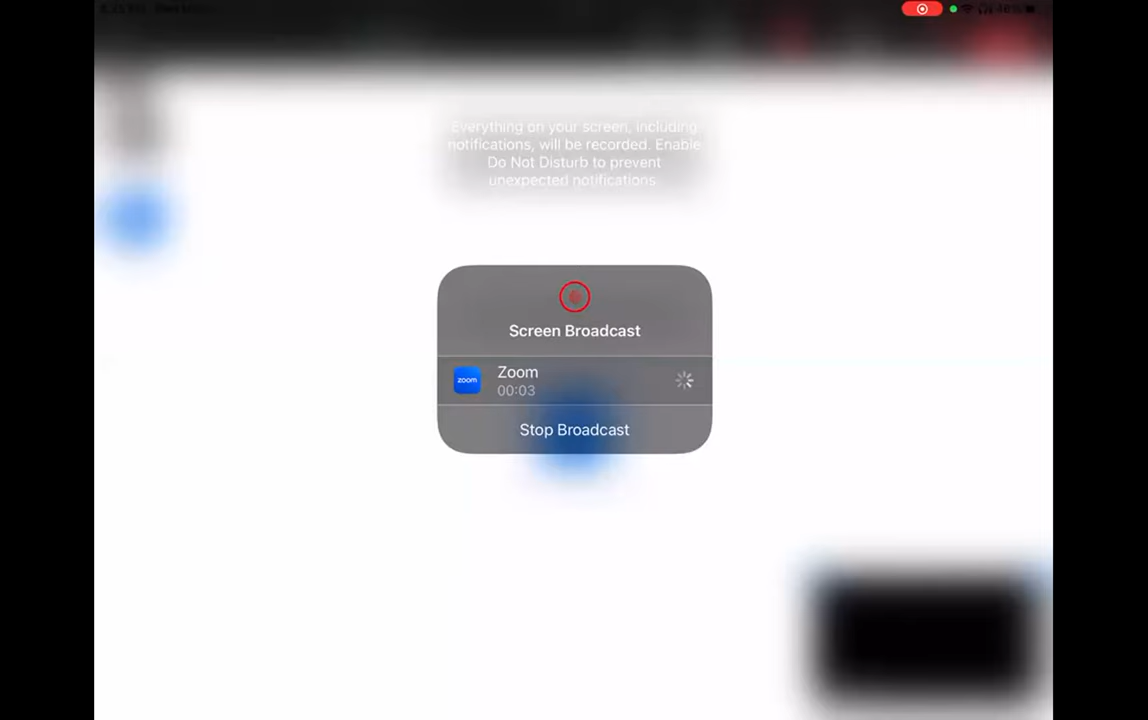 Everything on your screen, including
notifications, will be recorded. Enable
Do Not Disturb to prevent
unexpected notifications.
Screen Broadcast
zoom
Zoom
00:03
Stop Broadcast